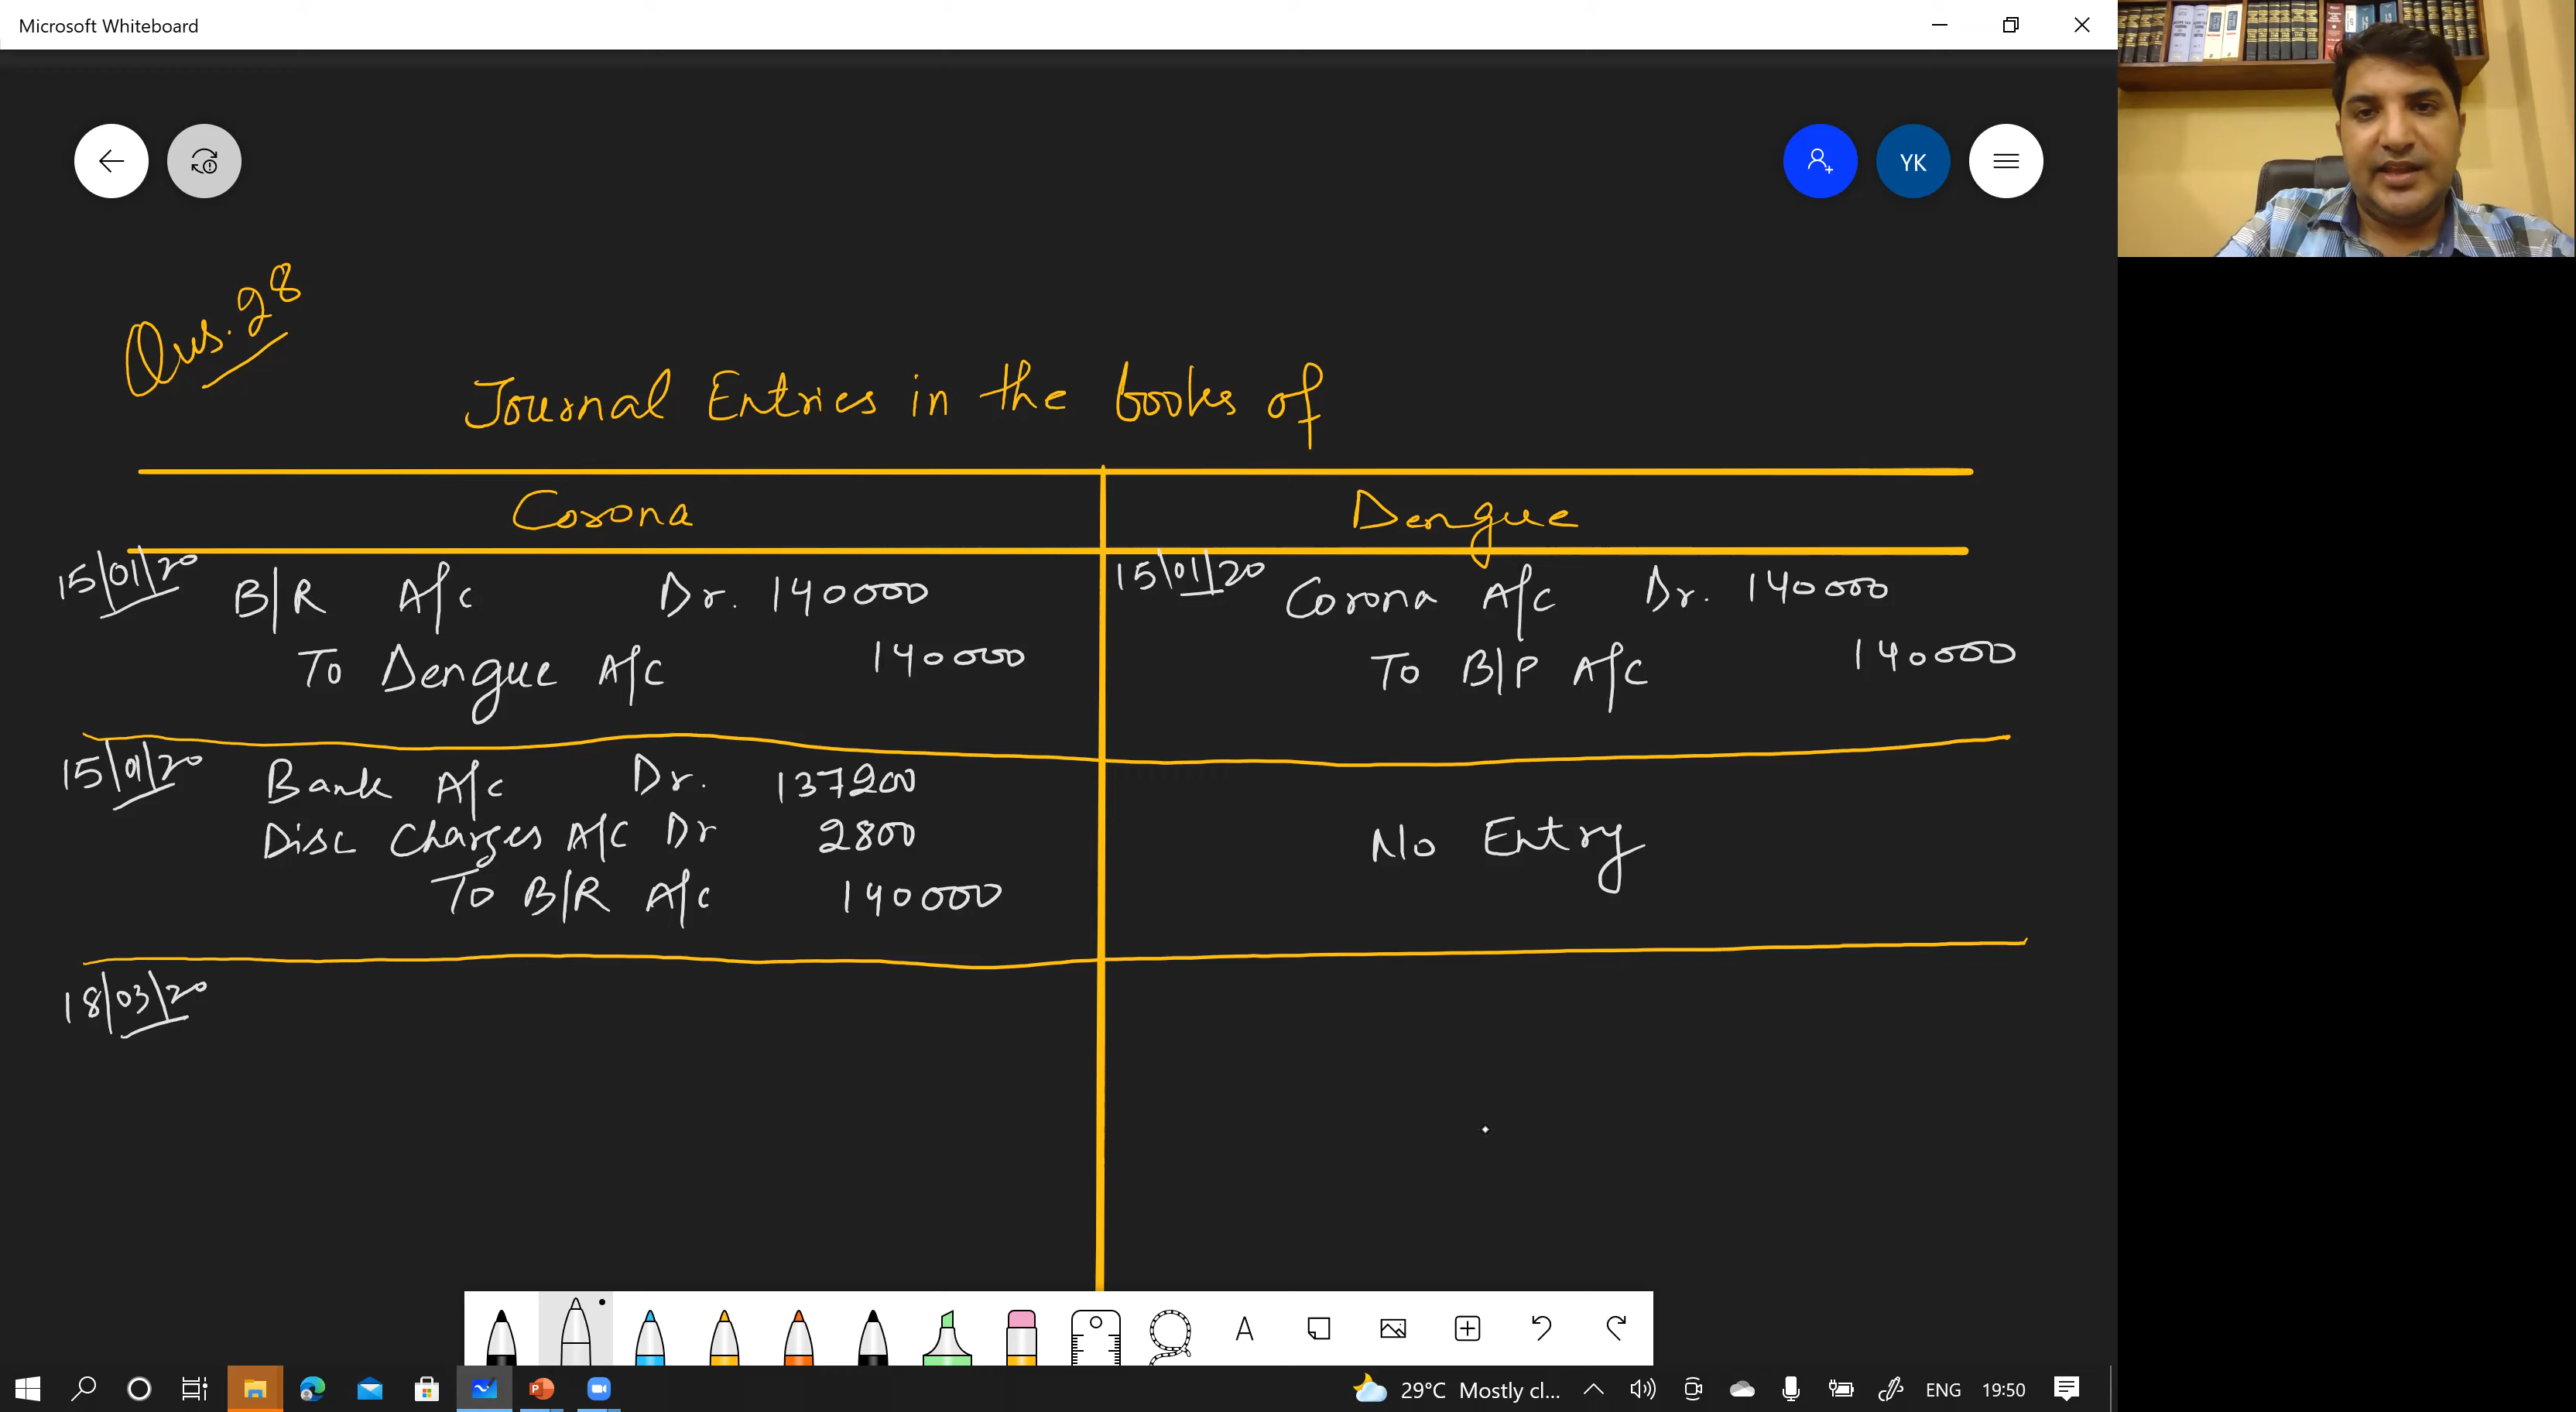 Microsoft Whiteboard
YK
Ques. 28
Journal Entries in the books of
Corona
Dengue
15/01/20 B/R A/c Dr. 140000
To Dengue A/c 140000
15/01/20 Corona A/c Dr. 140000
To B/P A/c 140000
15/01/20 Bank A/c Dr. 137200
Disc Charges A/c Dr 2800
To B/R A/c 140000
No Entry
18/03/20
29°C Mostly cl...
ENG
19:50